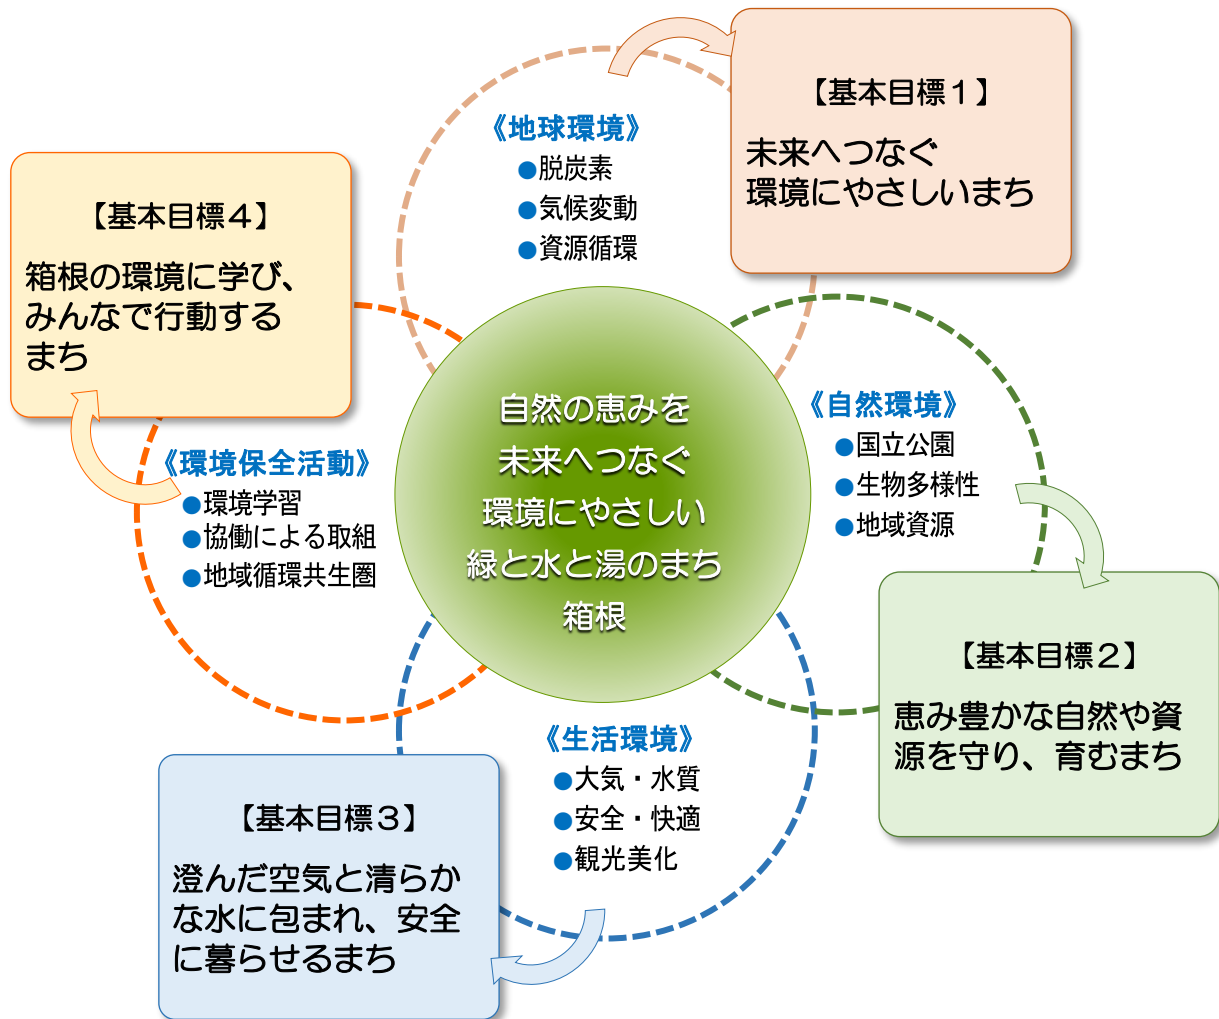 《地球環境》
●脱炭素
●気候変動
●資源循環
【基本目標１】
未来へつなぐ
環境にやさしいまち
【基本目標４】
箱根の環境に学び、
みんなで行動する
まち
自然の恵みを
未来へつなぐ
環境にやさしい
緑と水と湯のまち
箱根
《自然環境》
●国立公園
●生物多様性
●地域資源
《環境保全活動》
●環境学習
●協働による取組
●地域循環共生圏
【基本目標２】
恵み豊かな自然や資
源を守り、育むまち
《生活環境》
●大気・水質
●安全・快適
●観光美化
【基本目標３】
澄んだ空気と清らか
な水に包まれ、安全
に暮らせるまち